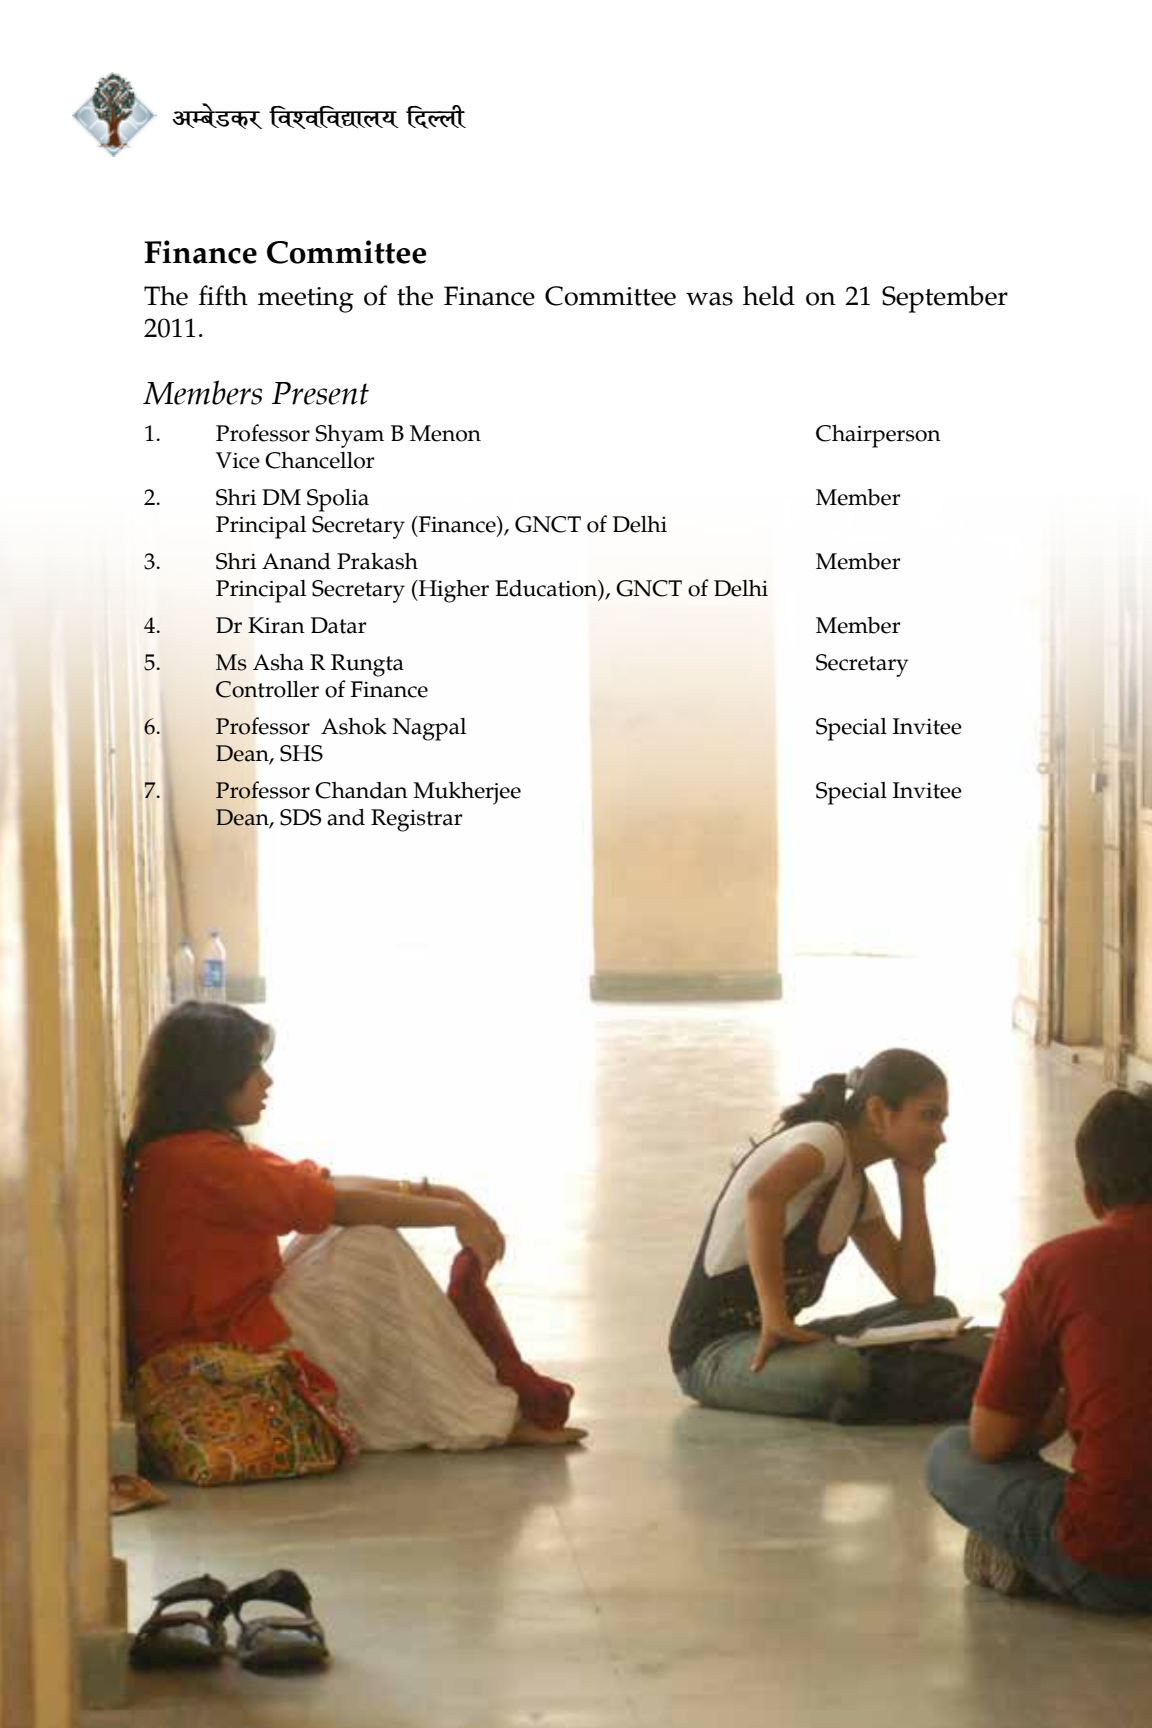 अम्बेडकर विश्वविद्यालय दिल्ली
Finance Committee
The fifth meeting of the Finance Committee was held on 21 September
2011.
Members Present
1. Professor Shyam B Menon Chairperson
Vice Chancellor
2. Shri DM Spolia Member
Principal Secretary (Finance), GNCT of Delhi
3. Shri Anand Prakash Member
Principal Secretary (Higher Education), GNCT of Delhi
4. Dr Kiran Datar Member
5. Ms Asha R Rungta Secretary
Controller of Finance
6. Professor Ashok Nagpal Special Invitee
Dean, SHS
7. Professor Chandan Mukherjee Special Invitee
Dean, SDS and Registrar